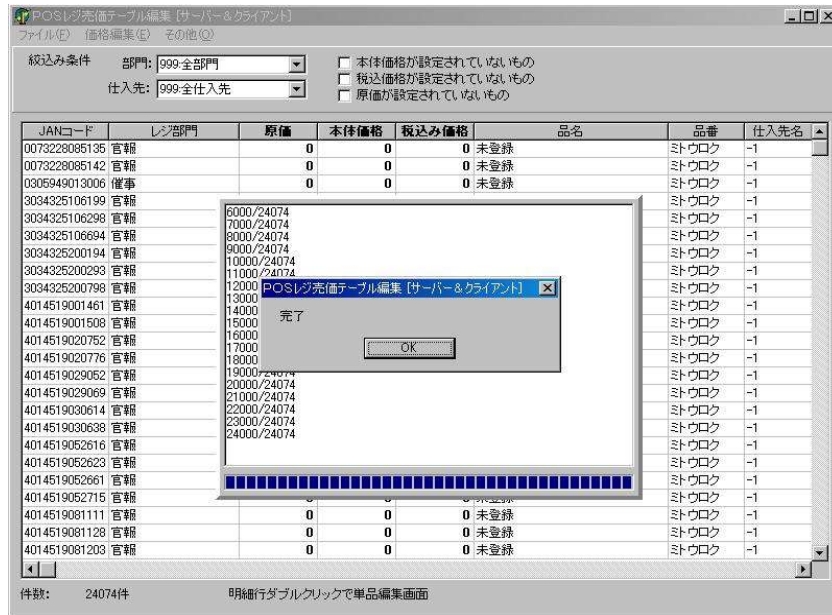 POSレジ売価テーブル編集 [サーバー＆クライアント]
ファイル(F) 価格編集(E) その他(O)
絞込み条件 部門: 999:全部門 本体価格が設定されていないもの
税込価格が設定されていないもの
仕入先: 999:全仕入先 原価が設定されていないもの
JANコード レジ部門 原価 本体価格 税込み価格 品名 品番 仕入先名
0073228085135 官報 0 0 0 未登録 ミトウロク -1
0073228085142 官報 0 0 0 未登録 ミトウロク -1
0305949013006 催事 0 0 0 未登録 ミトウロク -1
3034325106199 官報 ミトウロク -1
3034325106298 官報 ミトウロク -1
3034325106694 官報 ミトウロク -1
3034325200194 官報 ミトウロク -1
3034325200293 官報 ミトウロク -1
3034325200798 官報 ミトウロク -1
4014519001461 官報 ミトウロク -1
4014519001508 官報 ミトウロク -1
4014519020752 官報 ミトウロク -1
4014519020776 官報 ミトウロク -1
4014519029052 官報 ミトウロク -1
4014519029069 官報 ミトウロク -1
4014519030614 官報 ミトウロク -1
4014519030638 官報 ミトウロク -1
4014519052616 官報 ミトウロク -1
4014519052623 官報 ミトウロク -1
4014519052661 官報 ミトウロク -1
4014519052715 官報 0 0 0 未登録 ミトウロク -1
4014519081111 官報 0 0 0 未登録 ミトウロク -1
4014519081128 官報 0 0 0 未登録 ミトウロク -1
4014519081203 官報 0 0 0 未登録 ミトウロク -1
6000/24074
7000/24074
8000/24074
9000/24074
10000/24074
11000/24074
12000
13000
14000
15000
16000
17000
18000
19000/24074
20000/24074
21000/24074
22000/24074
23000/24074
24000/24074
POSレジ売価テーブル編集 [サーバー＆クライアント]
完了
OK
件数: 24074件 明細行ダブルクリックで単品編集画面